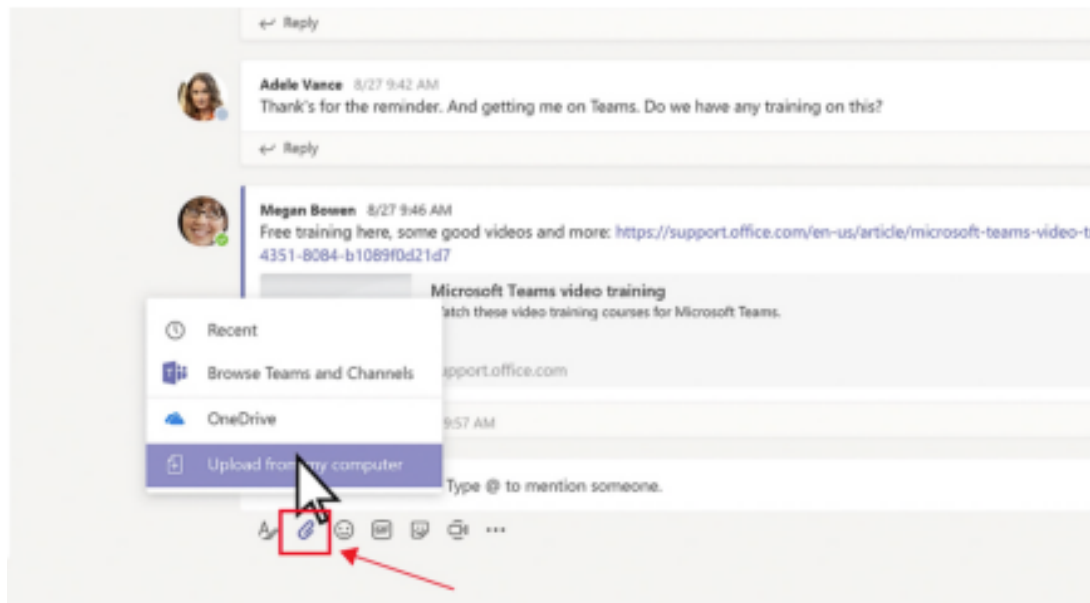 Reply
Adele Vance 8/27 9:42 AM
Thank's for the reminder. And getting me on Teams. Do we have any training on this?
Reply
Megan Bowen 8/27 9:46 AM
Free training here, some good videos and more: https://support.office.com/en-us/article/microsoft-teams-video-t
4351-8084-b1089f0d21d7
Microsoft Teams video training
atch these video training courses for Microsoft Teams.
upport.office.com
9:57 AM
Recent
Browse Teams and Channels
OneDrive
Upload from my computer
Type @ to mention someone.
GIF